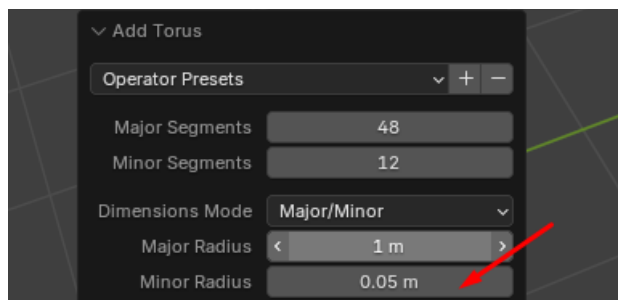 Add Torus
Operator Presets
Major Segments 48
Minor Segments 12
Dimensions Mode Major/Minor
Major Radius 1 m
Minor Radius 0.05 m